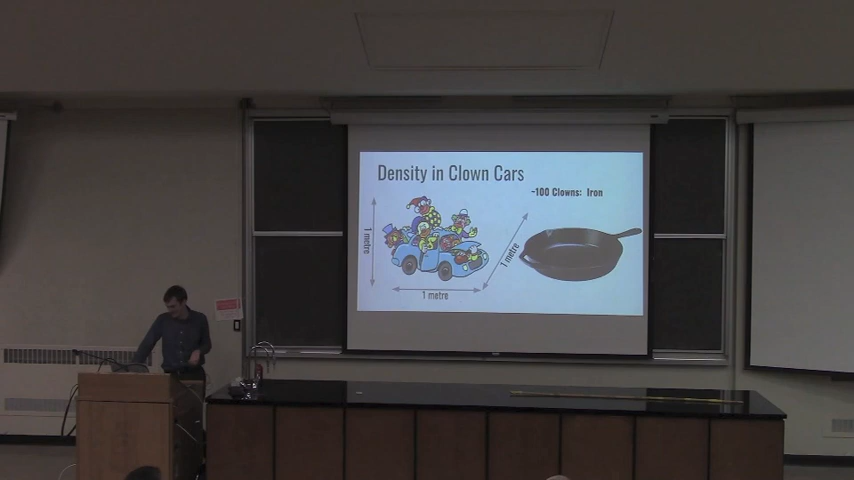 Density in Clown Cars
~100 Clowns: Iron
1 metre
1 metre
1 metre